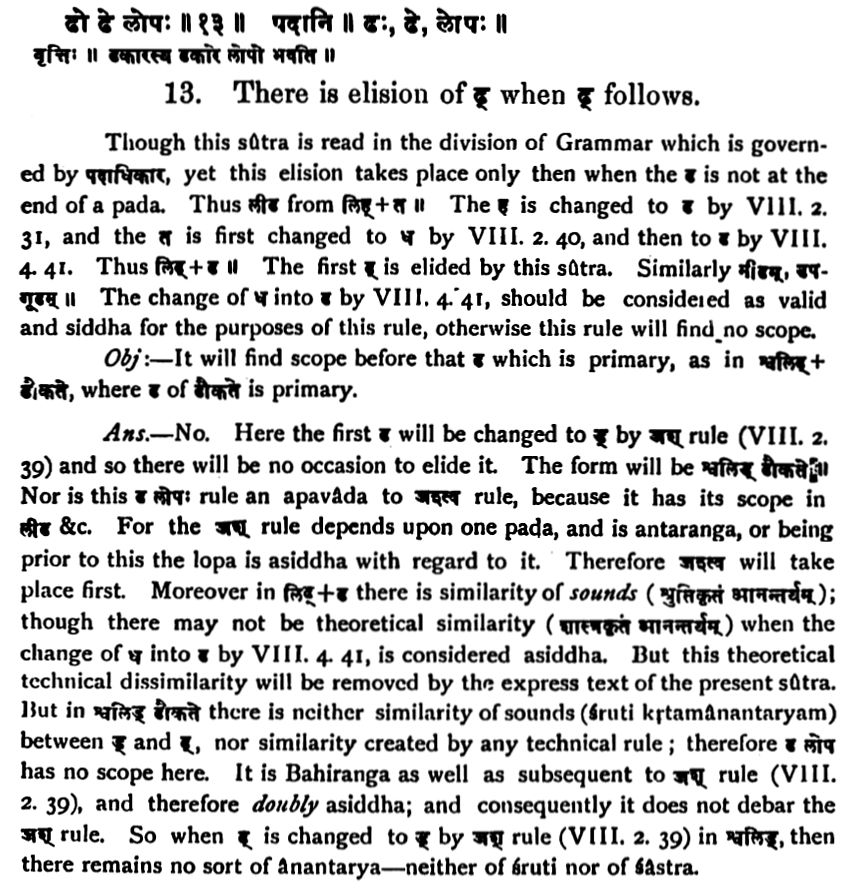 ढो ढे लोपः ॥ १३ ॥ पदानि ॥ ढः, ढे, लोपः ॥
वृत्तिः ॥ ढकारस्य ढकारे लोपो भवति ॥
13. There is elision of ढ् when ढ् follows.
Though this sûtra is read in the division of Grammar which is govern-
ed by पदाधिकार, yet this elision takes place only then when the ढ is not at the
end of a pada. Thus लीढ from लिह्+त ॥ The ह is changed to ढ by VIII. 2.
31, and the त is first changed to ध by VIII. 2. 40, and then to ढ by VIII.
4. 41. Thus लिढ्+ढ ॥ The first ढ् is elided by this sûtra. Similarly मीढम्, उप-
गूढम् ॥ The change of ध into ढ by VIII. 4. 41, should be considered as valid
and siddha for the purposes of this rule, otherwise this rule will find no scope.
Obj:—It will find scope before that ढ which is primary, as in श्वलिढ्+
ढौकते, where ढ of ढौकते is primary.
Ans.—No. Here the first ढ will be changed to ड् by जश् rule (VIII. 2.
39) and so there will be no occasion to elide it. The form will be श्वलिड् ढौकते ॥
Nor is this ढ लोपः rule an apavâda to जश्त्व rule, because it has its scope in
लीढ &c. For the जश् rule depends upon one pada, and is antaranga, or being
prior to this the lopa is asiddha with regard to it. Therefore जश्त्व will take
place first. Moreover in लिढ्+ढ there is similarity of sounds (श्रुतिकृतं आनन्तर्यम्);
though there may not be theoretical similarity (शास्त्रकृतं आनन्तर्यम्) when the
change of ध into ढ by VIII. 4. 41, is considered asiddha. But this theoretical
technical dissimilarity will be removed by the express text of the present sûtra.
But in श्वलिड् ढौकते there is neither similarity of sounds (śruti kṛtamânantaryam)
between ड् and ढ्, nor similarity created by any technical rule; therefore ढ लोप
has no scope here. It is Bahiranga as well as subsequent to जश् rule (VIII.
2. 39), and therefore doubly asiddha; and consequently it does not debar the
जश् rule. So when ढ् is changed to ड् by जश् rule (VIII. 2. 39) in श्वलिड्, then
there remains no sort of ânantarya—neither of śruti nor of śâstra.